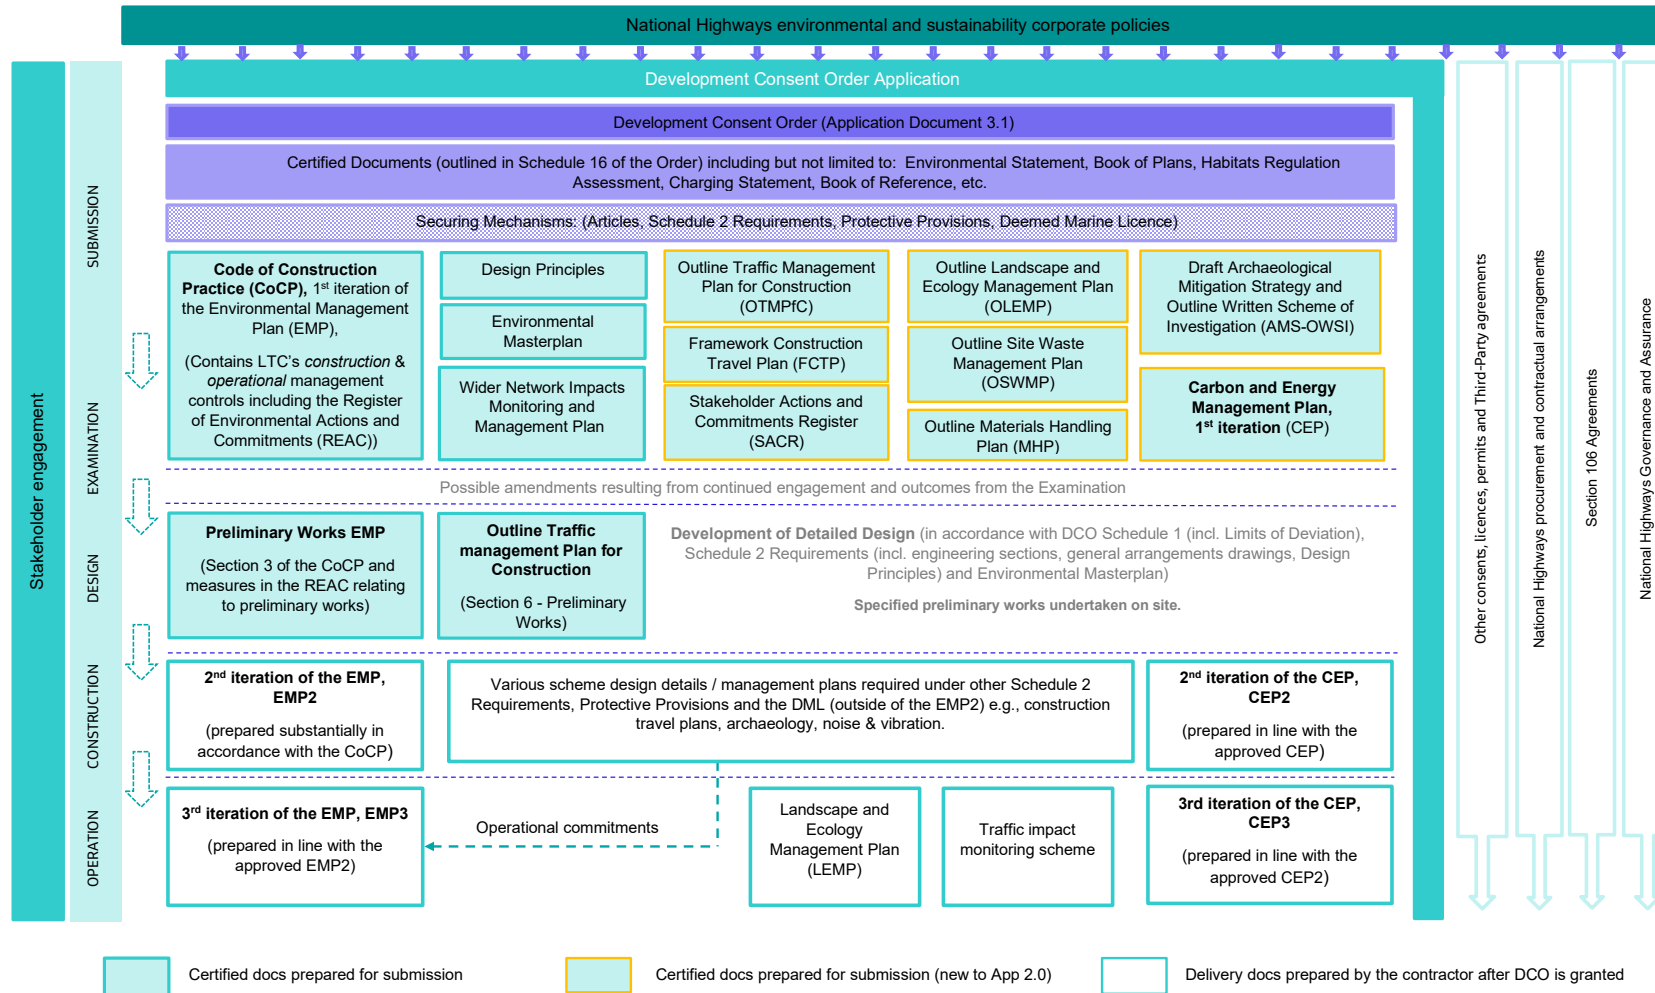 National Highways environmental and sustainability corporate policies
Stakeholder engagement
SUBMISSION
EXAMINATION
DESIGN
CONSTRUCTION
OPERATION
Development Consent Order Application
Development Consent Order (Application Document 3.1)
Certified Documents (outlined in Schedule 16 of the Order) including but not limited to: Environmental Statement, Book of Plans, Habitats Regulation
Assessment, Charging Statement, Book of Reference, etc.
Securing Mechanisms: (Articles, Schedule 2 Requirements, Protective Provisions, Deemed Marine Licence)
Code of Construction
Practice (CoCP), 1st iteration of
the Environmental Management
Plan (EMP),
(Contains LTC's construction &
operational management
controls including the Register
of Environmental Actions and
Commitments (REAC))
Design Principles
Environmental
Masterplan
Wider Network Impacts
Monitoring and
Management Plan
Outline Traffic Management
Plan for Construction
(OTMPfC)
Framework Construction
Travel Plan (FCTP)
Stakeholder Actions and
Commitments Register
(SACR)
Outline Landscape and
Ecology Management Plan
(OLEMP)
Outline Site Waste
Management Plan
(OSWMP)
Outline Materials Handling
Plan (MHP)
Draft Archaeological
Mitigation Strategy and
Outline Written Scheme of
Investigation (AMS-OWSI)
Carbon and Energy
Management Plan,
1st iteration (CEP)
Possible amendments resulting from continued engagement and outcomes from the Examination
Preliminary Works EMP
(Section 3 of the CoCP and
measures in the REAC relating
to preliminary works)
Outline Traffic
management Plan for
Construction
(Section 6 - Preliminary
Works)
Development of Detailed Design (in accordance with DCO Schedule 1 (incl. Limits of Deviation),
Schedule 2 Requirements (incl. engineering sections, general arrangements drawings, Design
Principles) and Environmental Masterplan)
Specified preliminary works undertaken on site.
2nd iteration of the EMP,
EMP2
(prepared substantially in
accordance with the CoCP)
Various scheme design details / management plans required under other Schedule 2
Requirements, Protective Provisions and the DML (outside of the EMP2) e.g., construction
travel plans, archaeology, noise & vibration.
2nd iteration of the CEP,
CEP2
(prepared in line with the
approved CEP)
3rd iteration of the EMP, EMP3
(prepared in line with the
approved EMP2)
Operational commitments
Landscape and
Ecology
Management Plan
(LEMP)
Traffic impact
monitoring scheme
3rd iteration of the CEP,
CEP3
(prepared in line with the
approved CEP2)
Other consents, licences, permits and Third-Party agreements
National Highways procurement and contractual arrangements
Section 106 Agreements
National Highways Governance and Assurance
Certified docs prepared for submission
Certified docs prepared for submission (new to App 2.0)
Delivery docs prepared by the contractor after DCO is granted